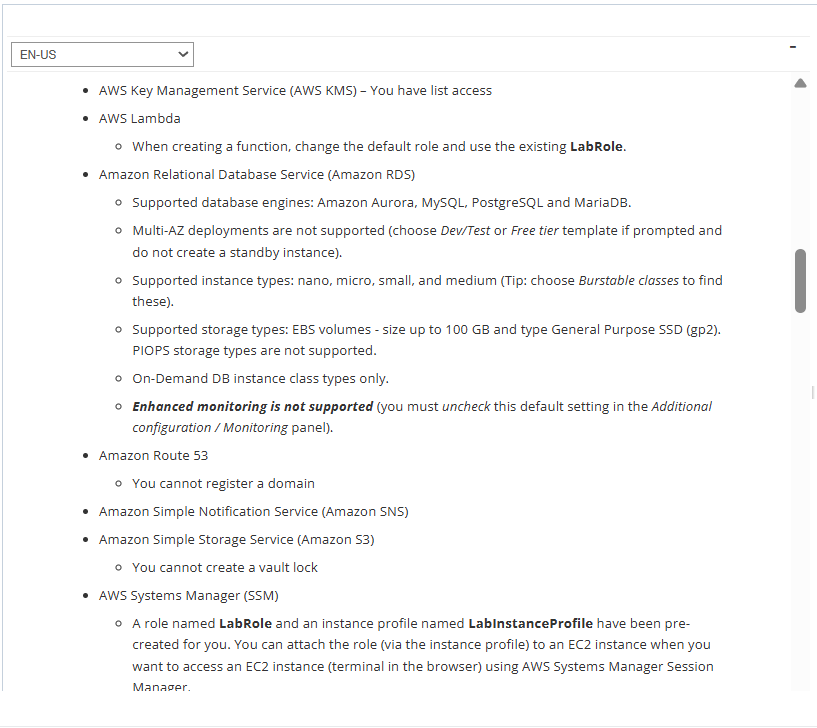 EN-US
-
• AWS Key Management Service (AWS KMS) – You have list access
• AWS Lambda
○ When creating a function, change the default role and use the existing LabRole.
• Amazon Relational Database Service (Amazon RDS)
○ Supported database engines: Amazon Aurora, MySQL, PostgreSQL and MariaDB.
○ Multi-AZ deployments are not supported (choose Dev/Test or Free tier template if prompted and
do not create a standby instance).
○ Supported instance types: nano, micro, small, and medium (Tip: choose Burstable classes to find
these).
○ Supported storage types: EBS volumes - size up to 100 GB and type General Purpose SSD (gp2).
PIOPS storage types are not supported.
○ On-Demand DB instance class types only.
○ Enhanced monitoring is not supported (you must uncheck this default setting in the Additional
configuration / Monitoring panel).
• Amazon Route 53
○ You cannot register a domain
• Amazon Simple Notification Service (Amazon SNS)
• Amazon Simple Storage Service (Amazon S3)
○ You cannot create a vault lock
• AWS Systems Manager (SSM)
○ A role named LabRole and an instance profile named LabInstanceProfile have been pre-
created for you. You can attach the role (via the instance profile) to an EC2 instance when you
want to access an EC2 instance (terminal in the browser) using AWS Systems Manager Session
Manager.